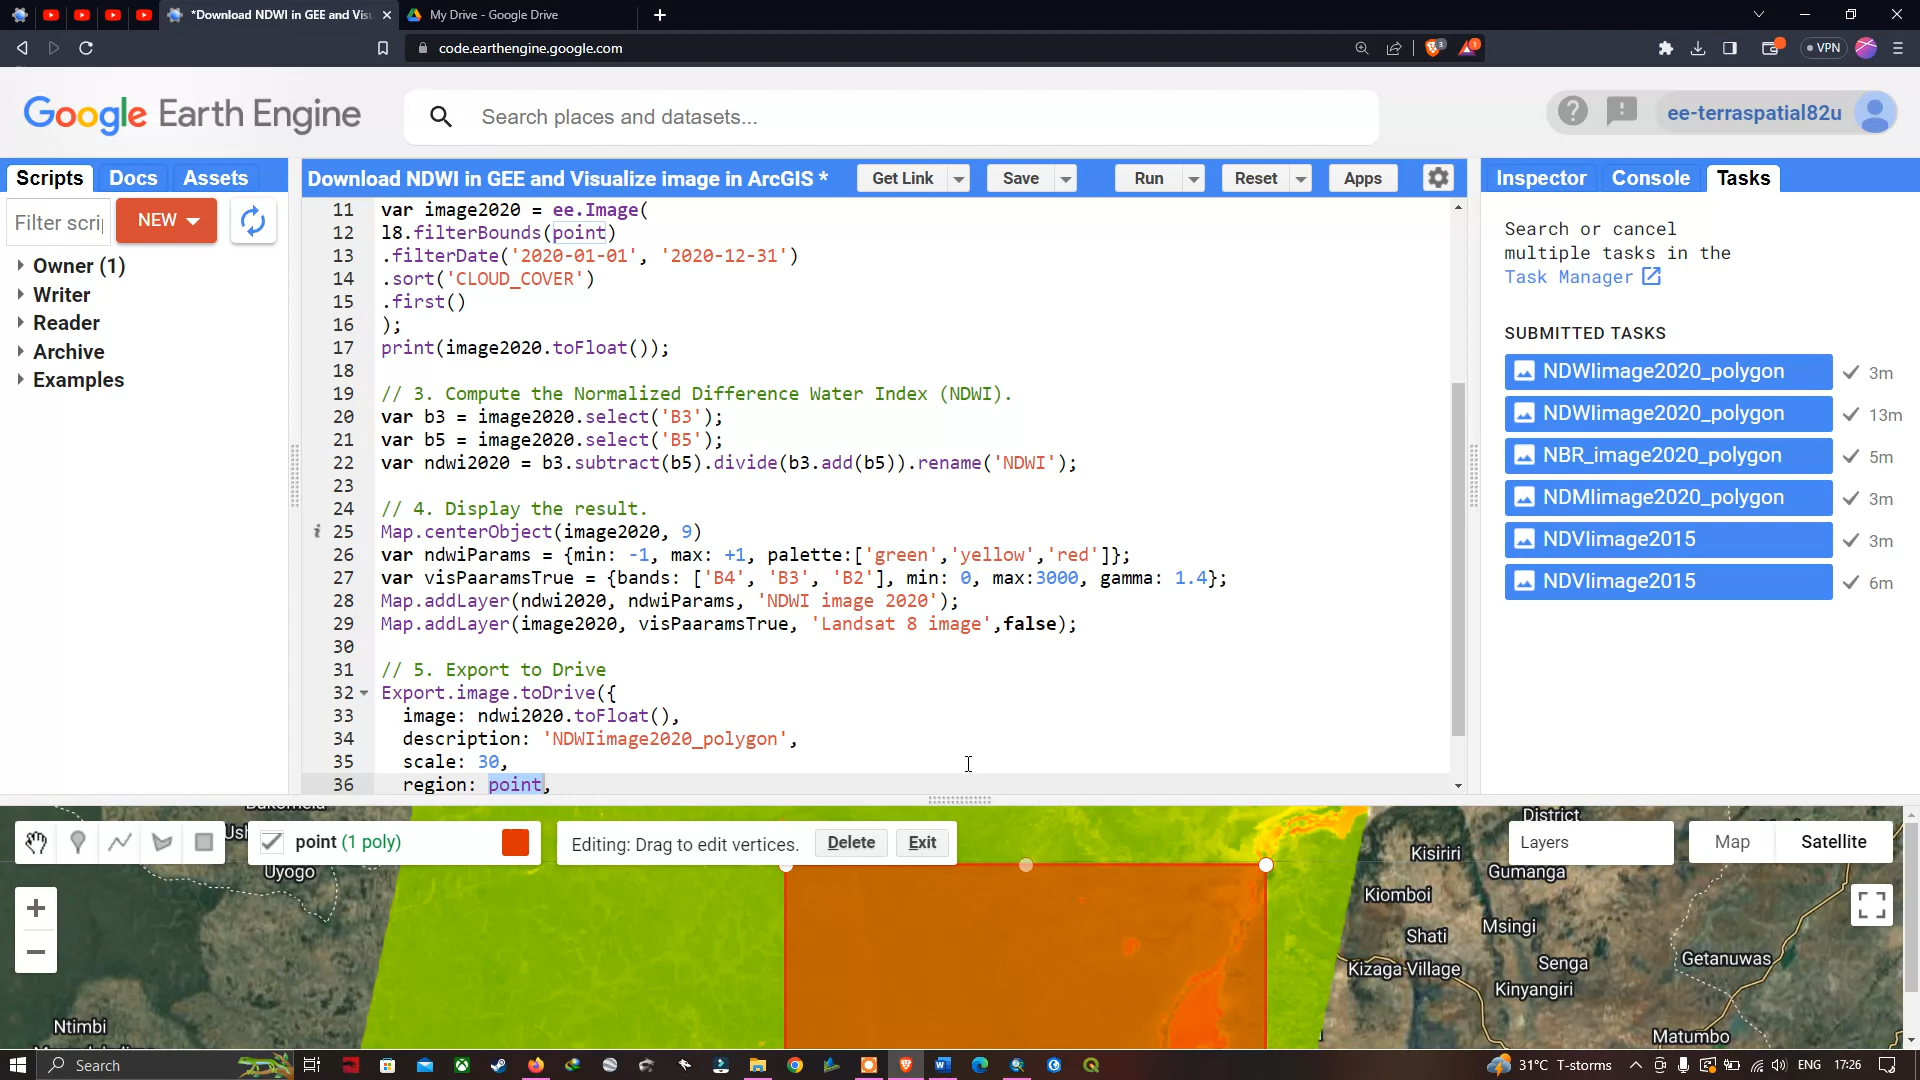 *Download NDWI in GEE and Visu
My Drive - Google Drive
code.earthengine.google.com
3
1
VPN
Google Earth Engine
Search places and datasets...
ee-terraspatial82u
Scripts
Docs
Assets
Filter scri
NEW
Owner (1)
Writer
Reader
Archive
Examples
Download NDWI in GEE and Visualize image in ArcGIS *
Get Link
Save
Run
Reset
Apps
11 var image2020 = ee.Image(
12 l8.filterBounds(point)
13 .filterDate('2020-01-01', '2020-12-31')
14 .sort('CLOUD_COVER')
15 .first()
16 );
17 print(image2020.toFloat());
18
19 // 3. Compute the Normalized Difference Water Index (NDWI).
20 var b3 = image2020.select('B3');
21 var b5 = image2020.select('B5');
22 var ndwi2020 = b3.subtract(b5).divide(b3.add(b5)).rename('NDWI');
23
24 // 4. Display the result.
25 Map.centerObject(image2020, 9)
26 var ndwiParams = {min: -1, max: +1, palette:['green','yellow','red']};
27 var visPaaramsTrue = {bands: ['B4', 'B3', 'B2'], min: 0, max:3000, gamma: 1.4};
28 Map.addLayer(ndwi2020, ndwiParams, 'NDWI image 2020');
29 Map.addLayer(image2020, visPaaramsTrue, 'Landsat 8 image',false);
30
31 // 5. Export to Drive
32 Export.image.toDrive({
33 image: ndwi2020.toFloat(),
34 description: 'NDWIimage2020_polygon',
35 scale: 30,
36 region: point,
Inspector
Console
Tasks
Search or cancel
multiple tasks in the
Task Manager
SUBMITTED TASKS
NDWIimage2020_polygon 3m
NDWIimage2020_polygon 13m
NBR_image2020_polygon 5m
NDMIimage2020_polygon 3m
NDVIimage2015 3m
NDVIimage2015 6m
point (1 poly)
Editing: Drag to edit vertices.
Delete
Exit
Layers
Map
Satellite
Uyogo
Ntimbi
District
Kisiriri
Gumanga
Kiomboi
Msingi
Shati
Kizaga Village
Senga
Getanuwas
Kinyangiri
Matumbo
Search
31°C T-storms
ENG
17:26